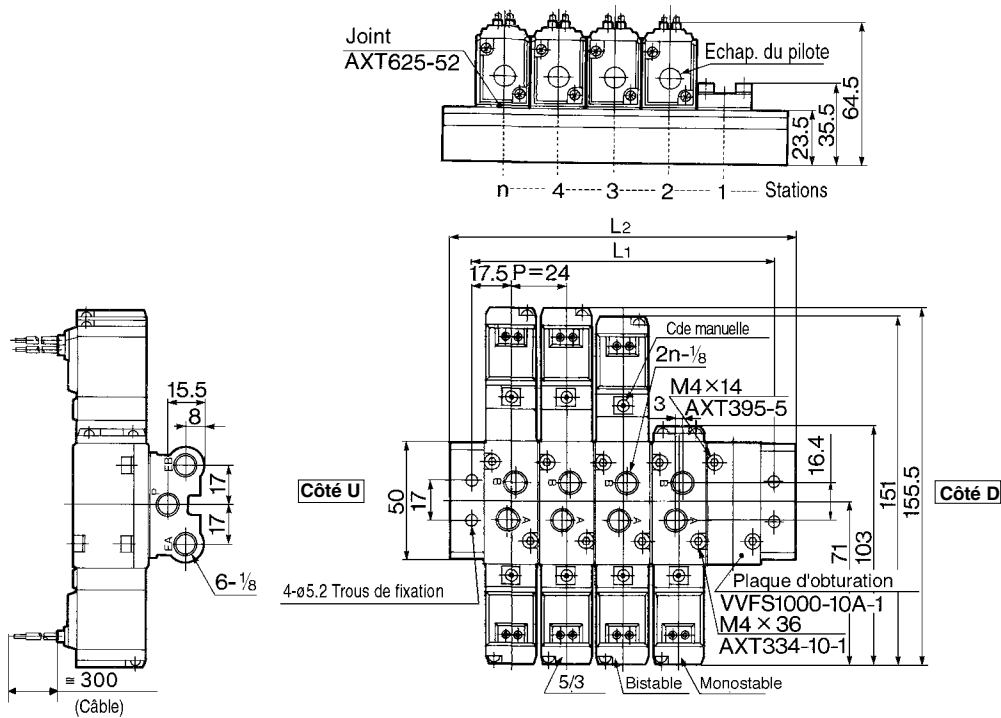 Joint
AXT625-52
Echap. du pilote
23.5
35.5
64.5
n 4 3 2 1 Stations
L2
L1
17.5 P=24
Cde manuelle
2n-1/8
M4×14
AXT395-5
3
15.5
8
EB
P
EA
17
17
6-1/8
Côté U
50
17
B B B B
A A A A
16.4
71
103
151
155.5
Côté D
4-ø5.2 Trous de fixation
Plaque d'obturation
VVFS1000-10A-1
M4×36
AXT334-10-1
≅ 300
(Câble)
5/3
Bistable
Monostable